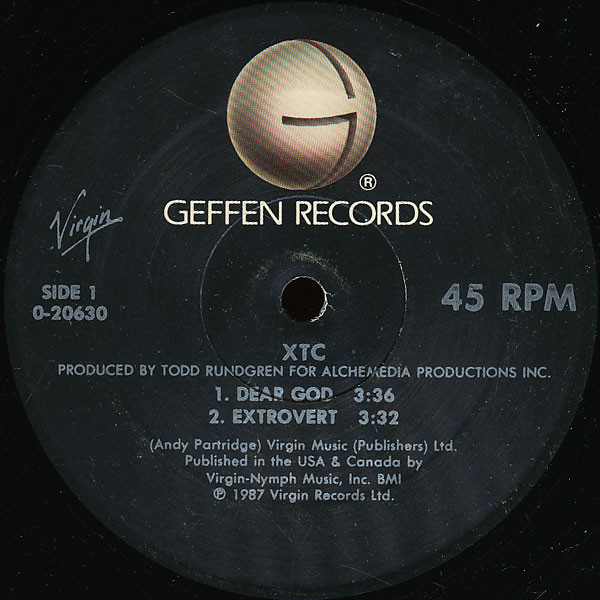 ®
GEFFEN RECORDS
Virgin
SIDE 1
0-20630
45 RPM
XTC
PRODUCED BY TODD RUNDGREN FOR ALCHEMEDIA PRODUCTIONS INC.
1. DEAR GOD 3:36
2. EXTROVERT 3:32
(Andy Partridge) Virgin Music (Publishers) Ltd.
Published in the USA & Canada by
Virgin-Nymph Music, Inc. BMI
℗ 1987 Virgin Records Ltd.